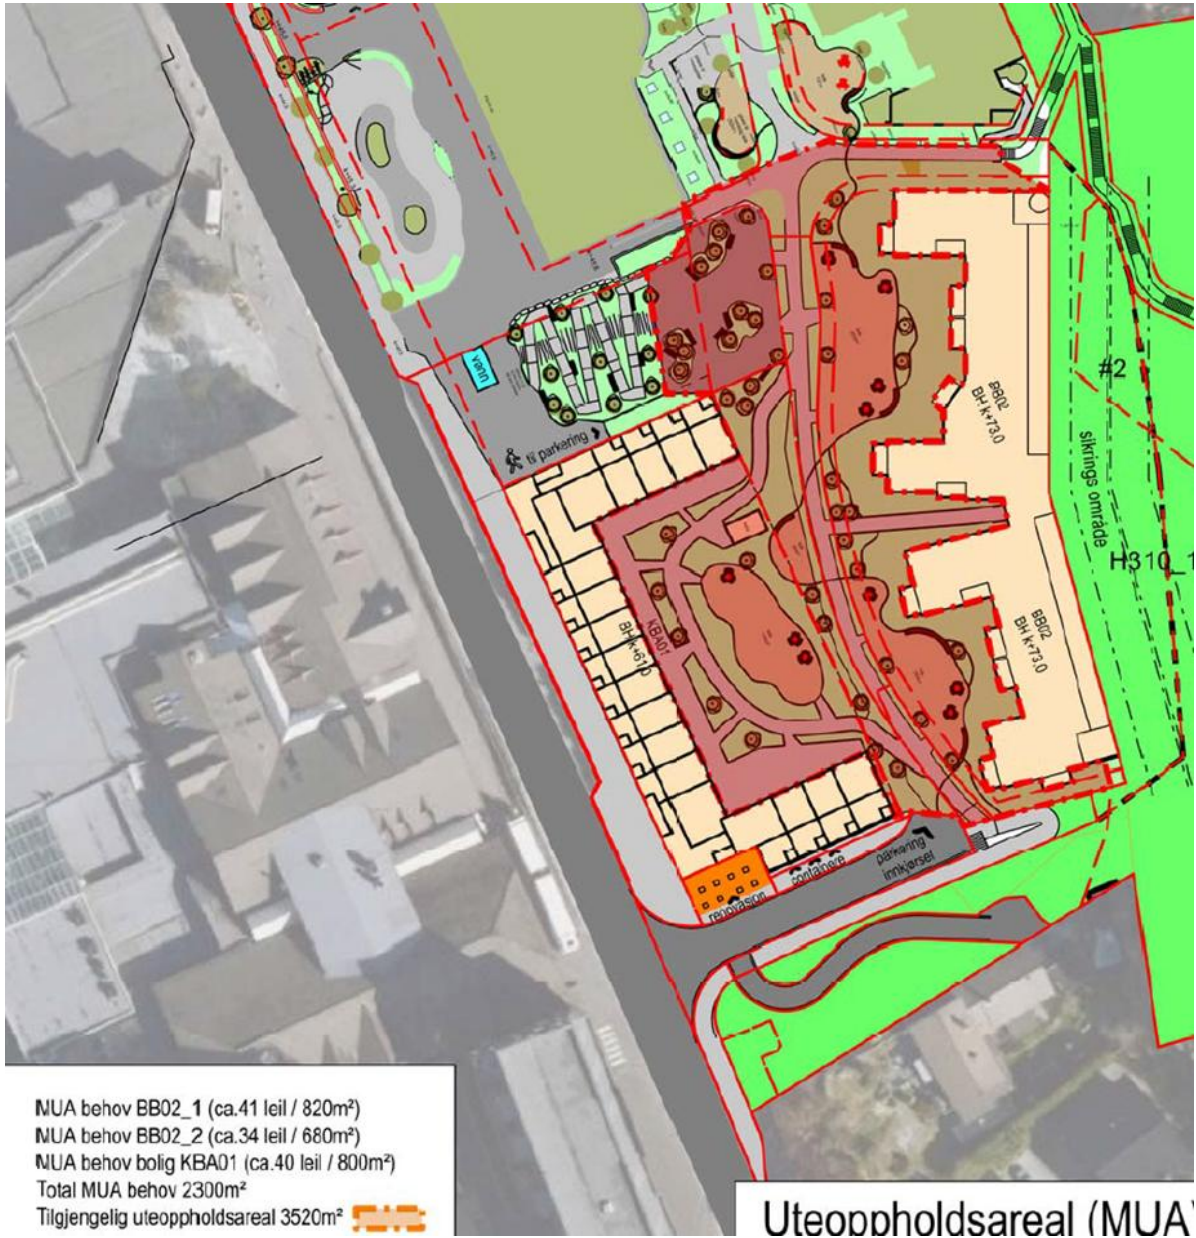 vann
til parkering
BB02
BH k+73.0
#2
sikrings område
H310_1
KBA01
BH k+61.0
BB02
BH k+73.0
parkering
innkjørsel
containere
renovasjon
MUA behov BB02_1 (ca.41 leil / 820m²)
MUA behov BB02_2 (ca.34 leil / 680m²)
MUA behov bolig KBA01 (ca.40 leil / 800m²)
Total MUA behov 2300m²
Tilgjengelig uteoppholdsareal 3520m²
Uteoppholdsareal (MUA)